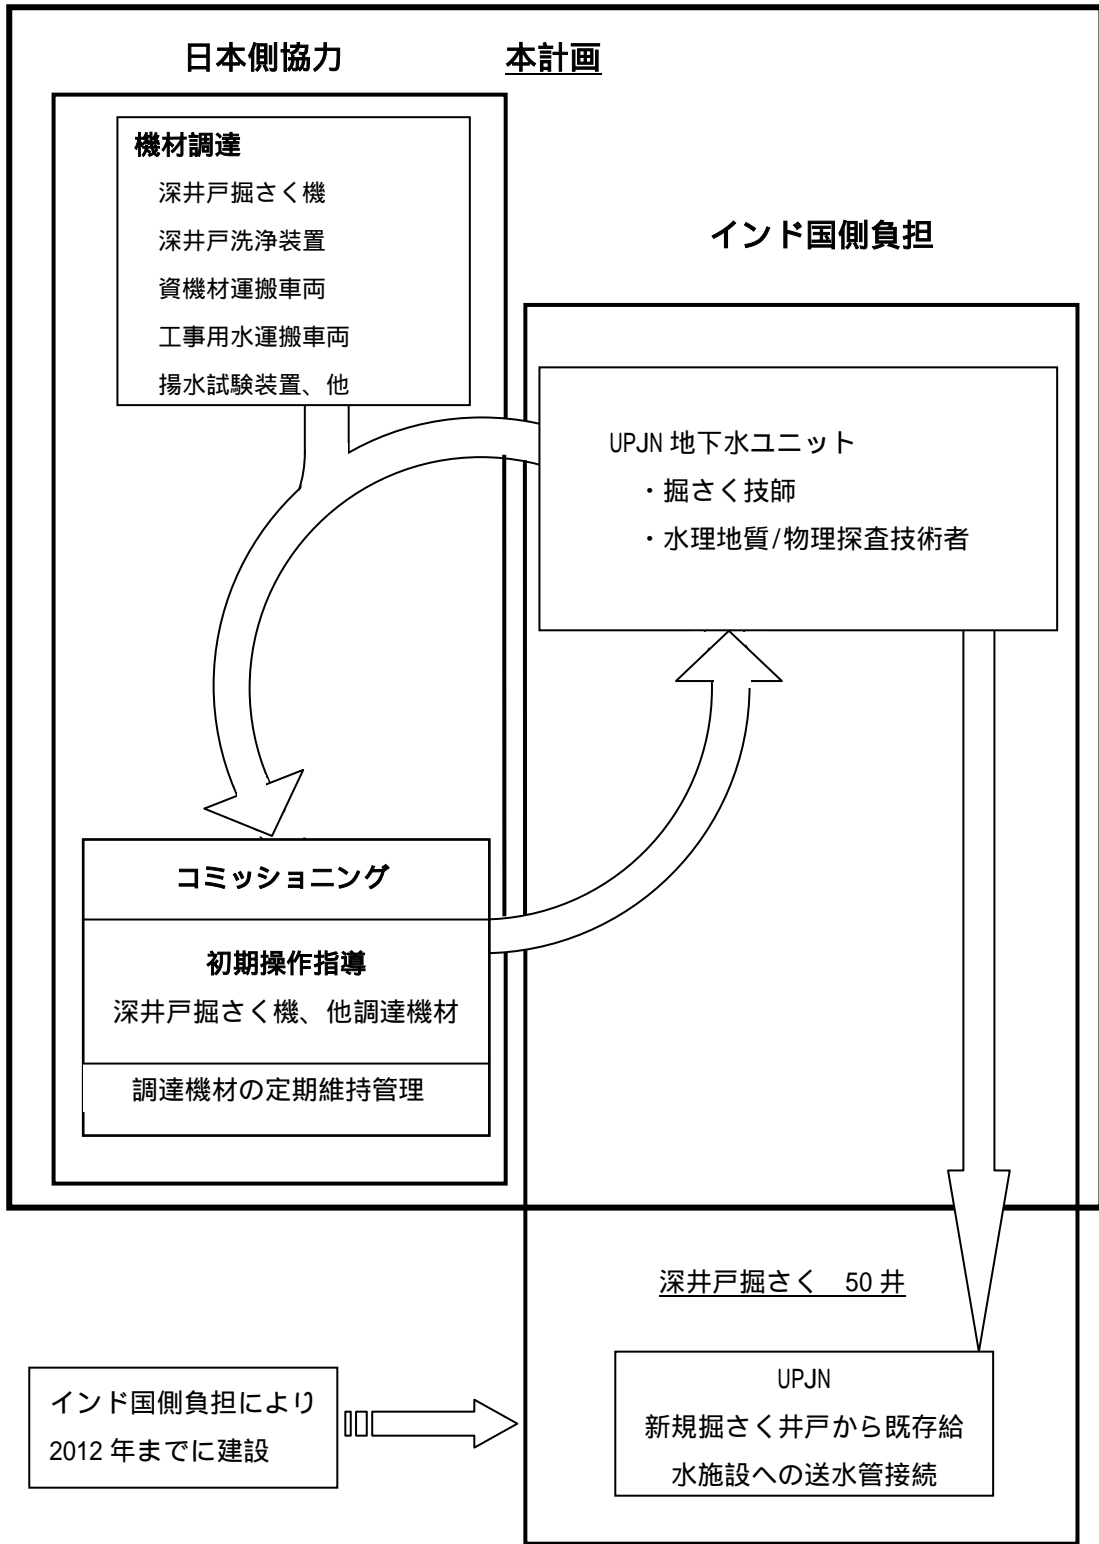 日本側協力
本計画
機材調達
深井戸掘さく機
深井戸洗浄装置
資機材運搬車両
工事用水運搬車両
揚水試験装置、他
インド国側負担
UPJN 地下水ユニット
・掘さく技師
・水理地質/物理探査技術者
コミッショニング
初期操作指導
深井戸掘さく機、他調達機材
調達機材の定期維持管理
深井戸掘さく　50 井
インド国側負担により
2012 年までに建設
UPJN
新規掘さく井戸から既存給
水施設への送水管接続